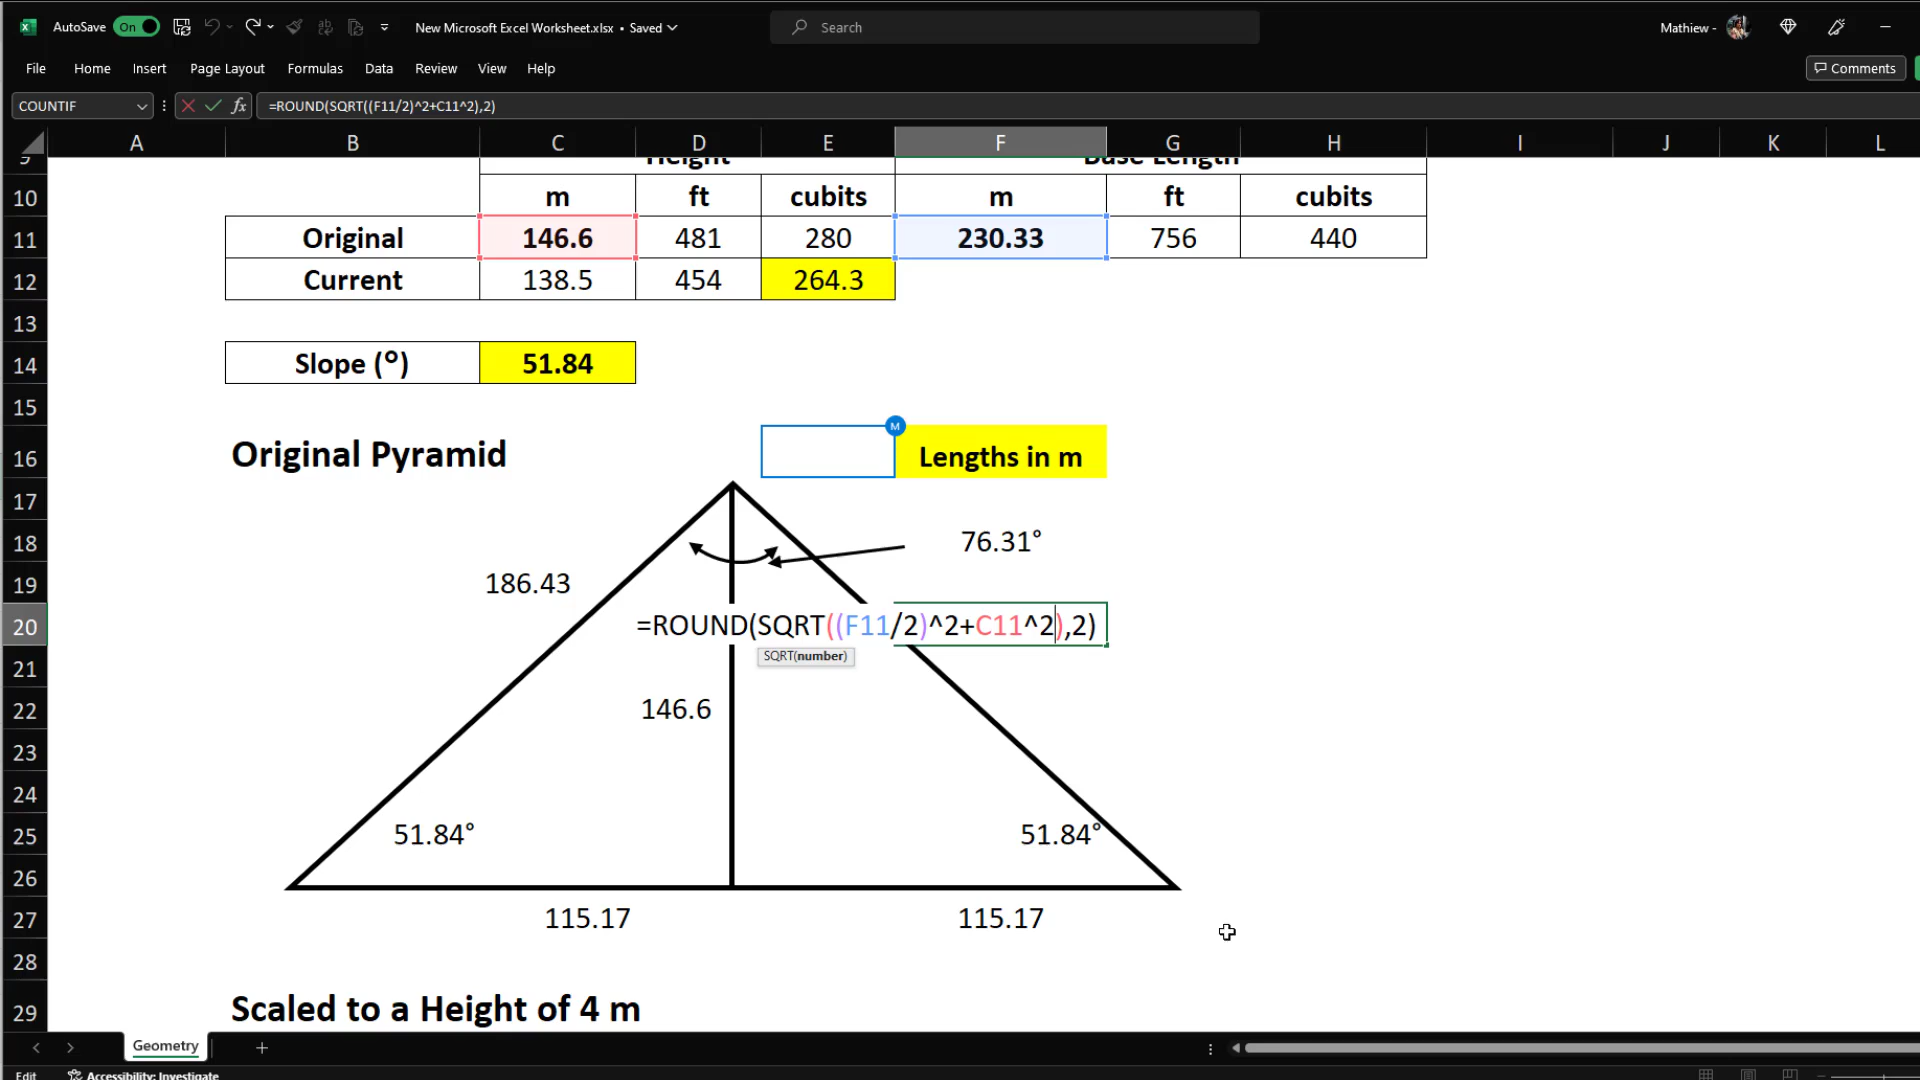 AutoSave On New Microsoft Excel Worksheet.xlsx • Saved Search Mathiew -
File Home Insert Page Layout Formulas Data Review View Help Comments
COUNTIF fx =ROUND(SQRT((F11/2)^2+C11^2),2)
A B C D E F G H I J K L
9 Height Base Length
10 m ft cubits m ft cubits
11 Original 146.6 481 280 230.33 756 440
12 Current 138.5 454 264.3
13
14 Slope (°) 51.84
15
M
16 Original Pyramid Lengths in m
17
18 76.31°
19 186.43
20 =ROUND(SQRT((F11/2)^2+C11^2),2)
SQRT(number)
21
22 146.6
23
24
25 51.84° 51.84°
26
27 115.17 115.17
28
29 Scaled to a Height of 4 m
Geometry
Edit Accessibility: Investigate